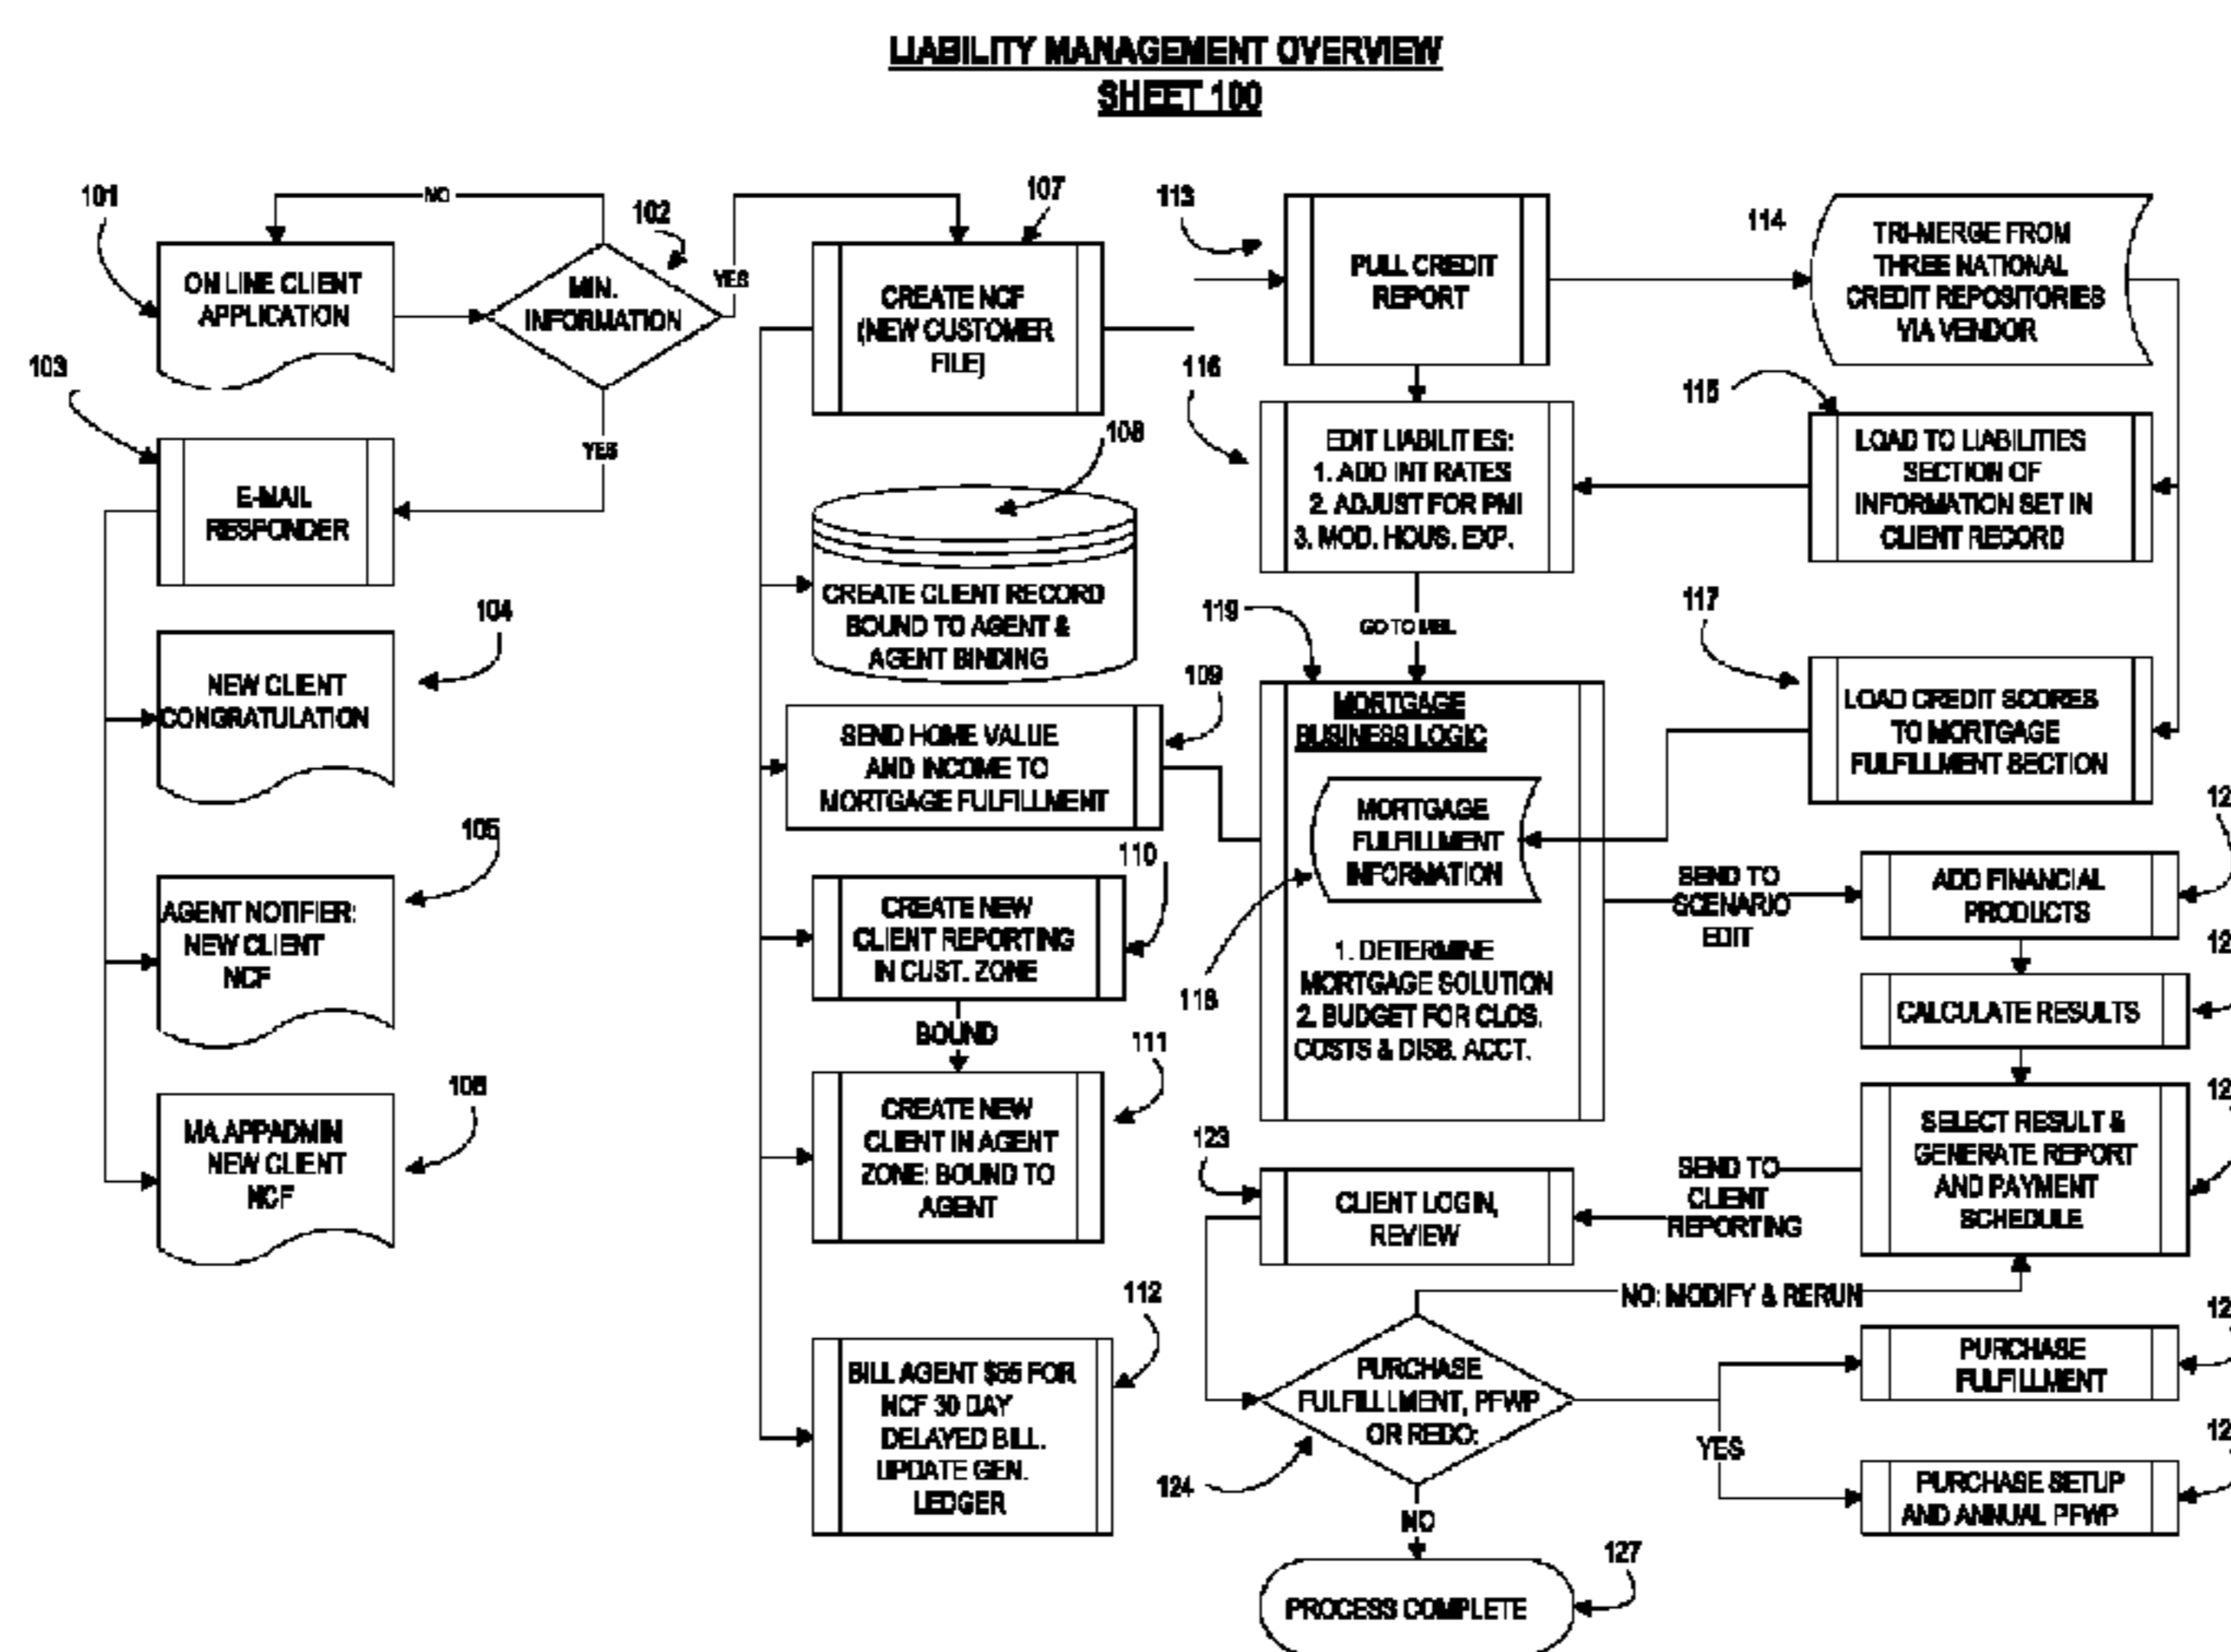 LIABILITY MANAGEMENT OVERVIEW
SHEET 100
101
NO
102
ON LINE CLIENT
APPLICATION
MIN.
INFORMATION
YES
YES
103
E-MAIL
RESPONDER
104
NEW CLIENT
CONGRATULATION
105
AGENT NOTIFIER:
NEW CLIENT
NCF
106
MA APPADMIN
NEW CLIENT
NCF
107
CREATE NCF
(NEW CUSTOMER
FILE)
108
CREATE CLIENT RECORD
BOUND TO AGENT &
AGENT BINDING
109
SEND HOME VALUE
AND INCOME TO
MORTGAGE FULFILLMENT
110
CREATE NEW
CLIENT REPORTING
IN CUST. ZONE
BOUND
111
CREATE NEW
CLIENT IN AGENT
ZONE: BOUND TO
AGENT
112
BILL AGENT $55 FOR
NCF 30 DAY
DELAYED BILL.
UPDATE GEN.
LEDGER
113
PULL CREDIT
REPORT
114
TRI-MERGE FROM
THREE NATIONAL
CREDIT REPOSITORIES
VIA VENDOR
115
LOAD TO LIABILITIES
SECTION OF
INFORMATION SET IN
CLIENT RECORD
116
EDIT LIABILITIES:
1. ADD INT RATES
2. ADJUST FOR PMI
3. MOD. HOUS. EXP.
GO TO MBL
117
LOAD CREDIT SCORES
TO MORTGAGE
FULFILLMENT SECTION
119
MORTGAGE
BUSINESS LOGIC
MORTGAGE
FULFILLMENT
INFORMATION
118
1. DETERMINE
MORTGAGE SOLUTION
2. BUDGET FOR CLOS.
COSTS & DISB. ACCT.
SEND TO
SCENARIO
EDIT
ADD FINANCIAL
PRODUCTS
CALCULATE RESULTS
SELECT RESULT &
GENERATE REPORT
AND PAYMENT
SCHEDULE
SEND TO
CLIENT
REPORTING
123
CLIENT LOGIN,
REVIEW
NO: MODIFY & RERUN
PURCHASE
FULFILLLMENT, PFWP
OR REDO:
124
YES
PURCHASE
FULFILLMENT
PURCHASE SETUP
AND ANNUAL PFWP
NO
127
PROCESS COMPLETE